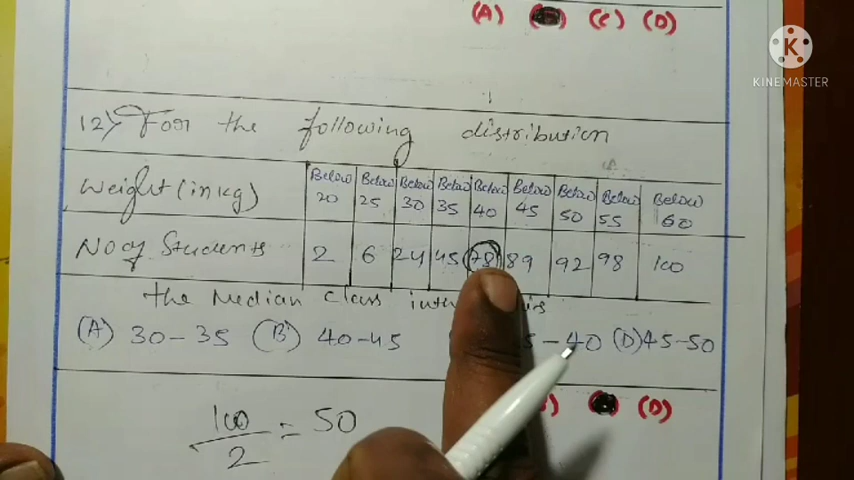 (A) (C) (D)
K
KINEMASTER
12) For the following distribution
Weight (in kg) Below 20 Below 25 Below 30 Below 35 Below 40 Below 45 Below 50 Below 55 Below 60
No of Students 2 6 24 45 78 89 92 98 100
the Median Class is
(A) 30-35 (B) 40-45 - 40 (D) 45-50
(D)
100/2 = 50